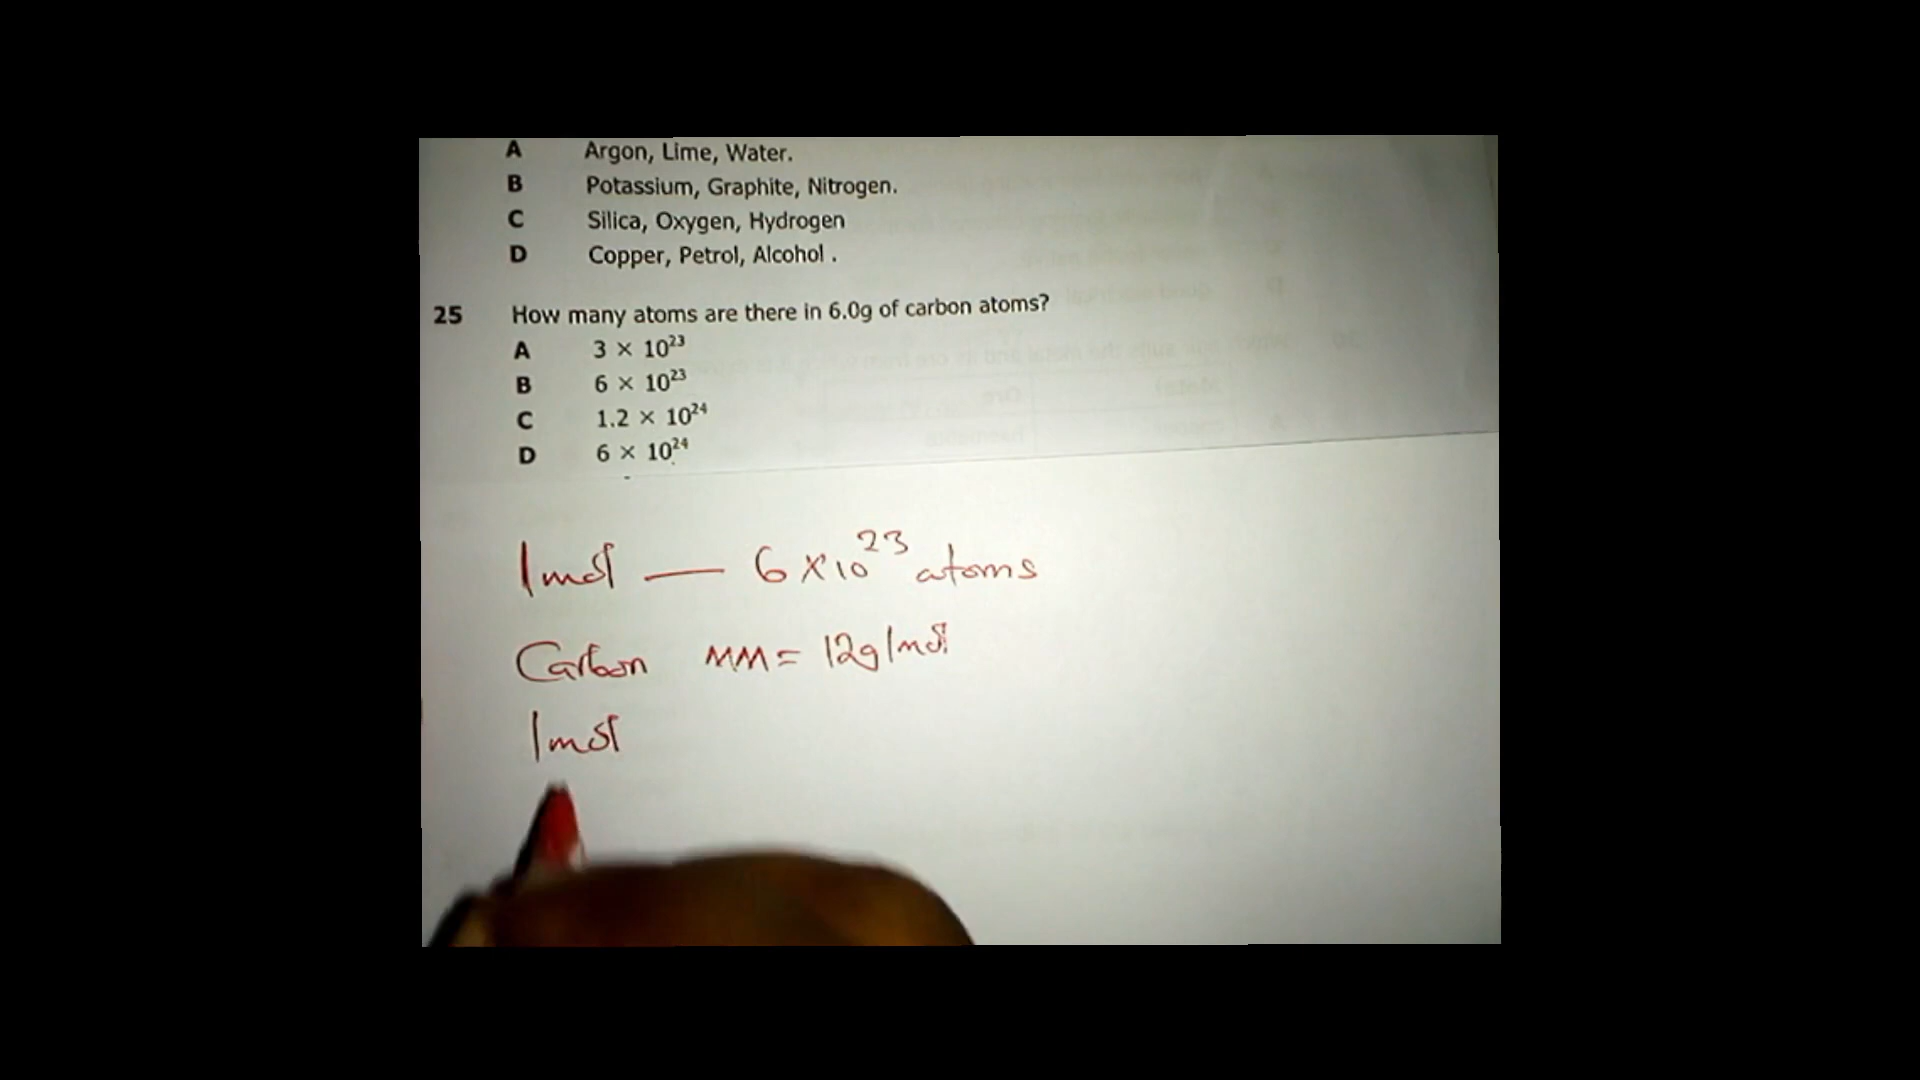 A Argon, Lime, Water.
B Potassium, Graphite, Nitrogen.
C Silica, Oxygen, Hydrogen
D Copper, Petrol, Alcohol .
25 How many atoms are there in 6.0g of carbon atoms?
A 3 × 10²³
B 6 × 10²³
C 1.2 × 10²⁴
D 6 × 10²⁴
1mol — 6 × 10²³ atoms
Carbon MM = 12g/mol
1mol